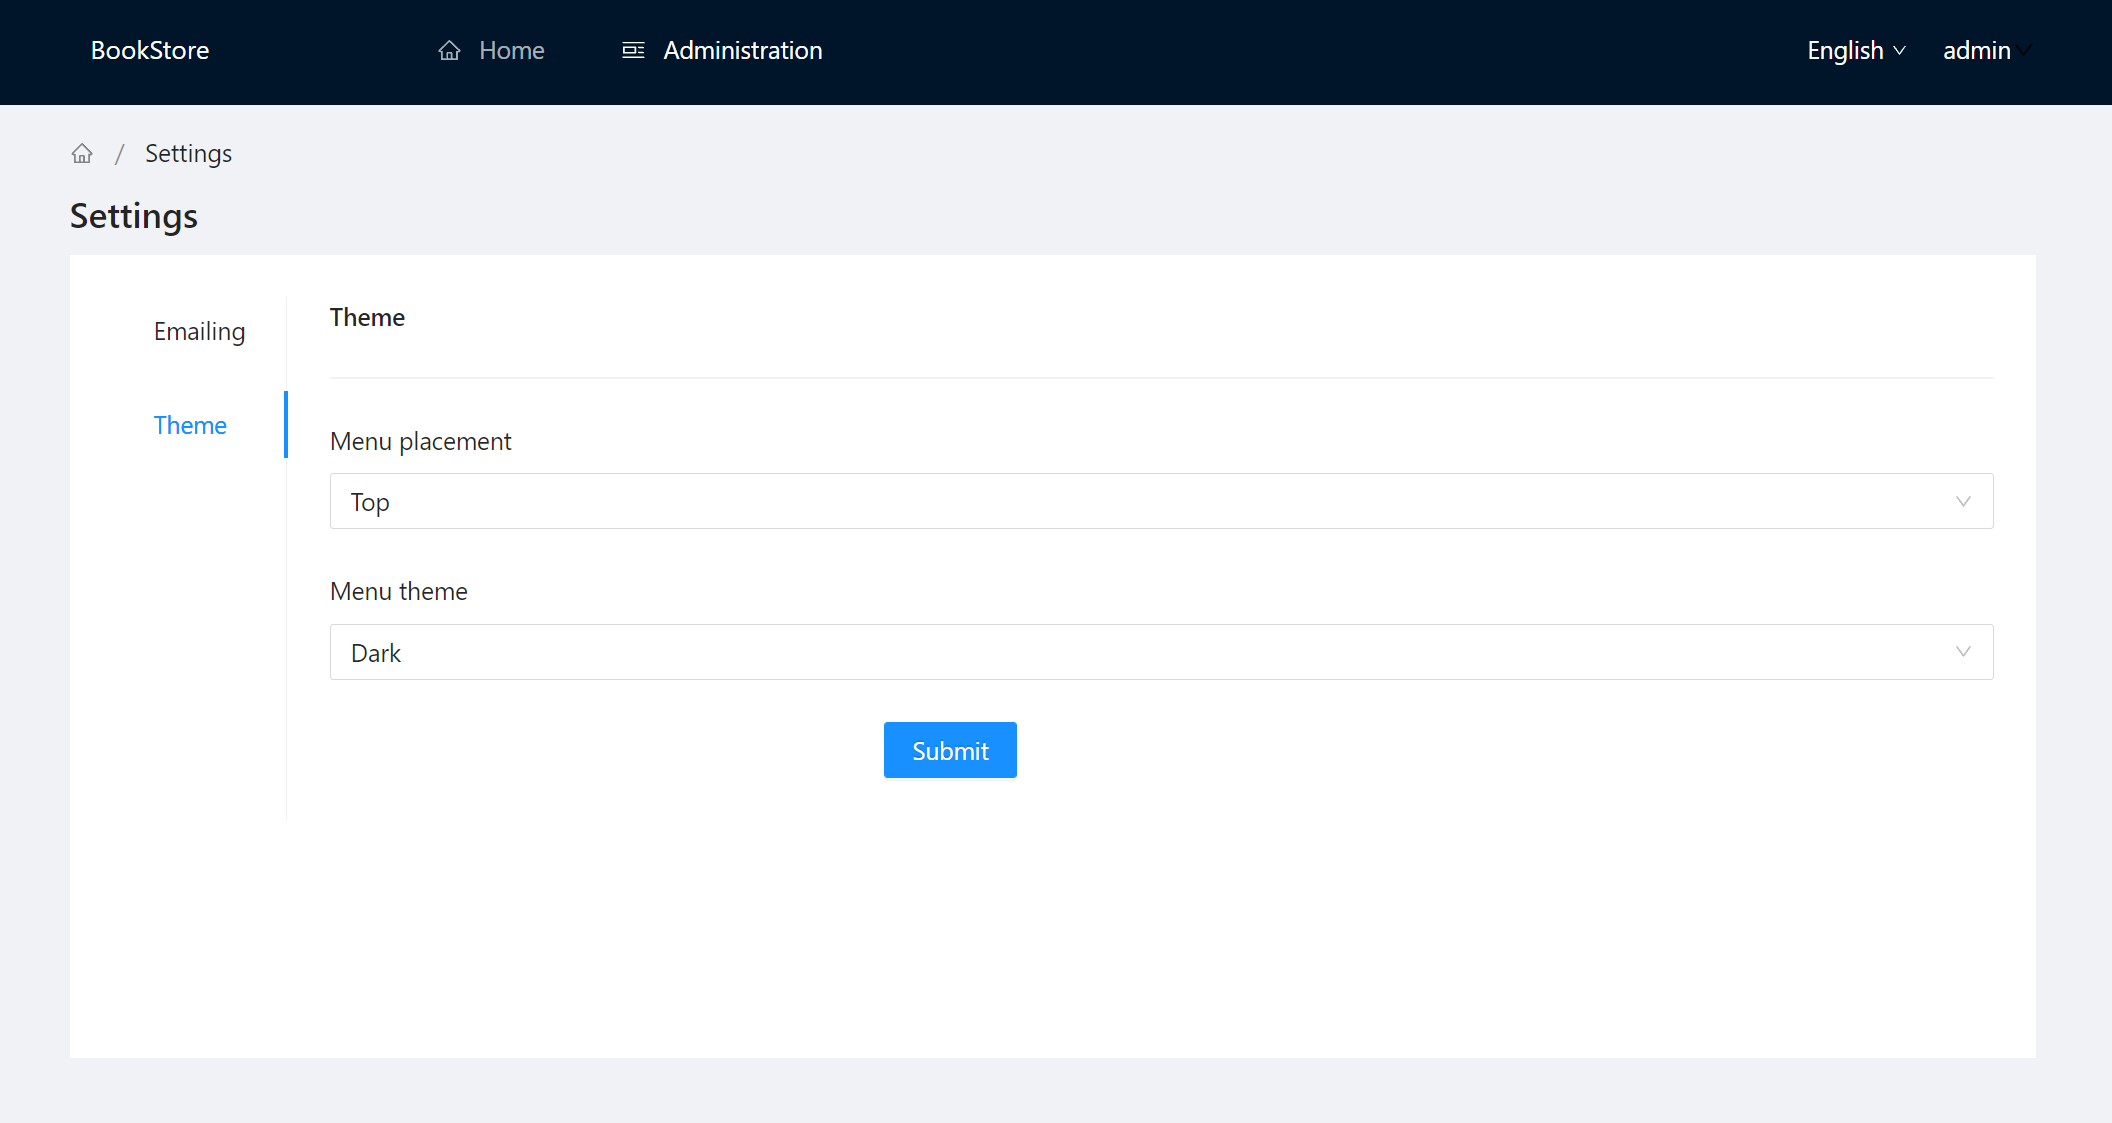 BookStore Home Administration English admin
/ Settings
Settings
Emailing
Theme
Theme
Menu placement
Top
Menu theme
Dark
Submit